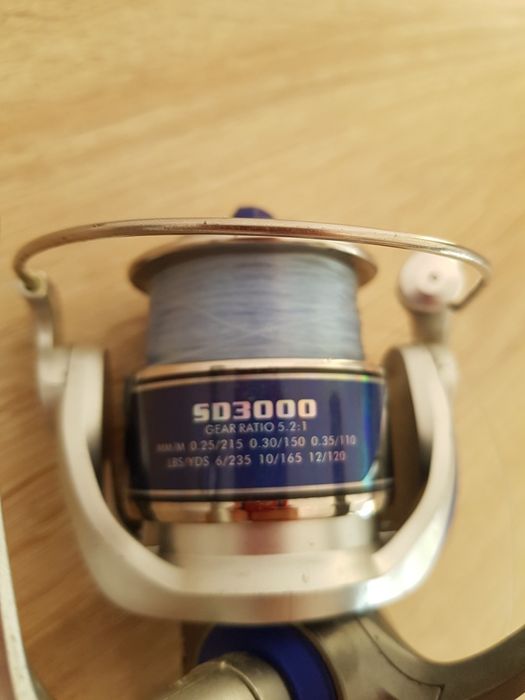 SD3000
GEAR RATIO 5.2:1
MM/M 0.25/215 0.30/150 0.35/110
LBS/YDS 6/235 10/165 12/120